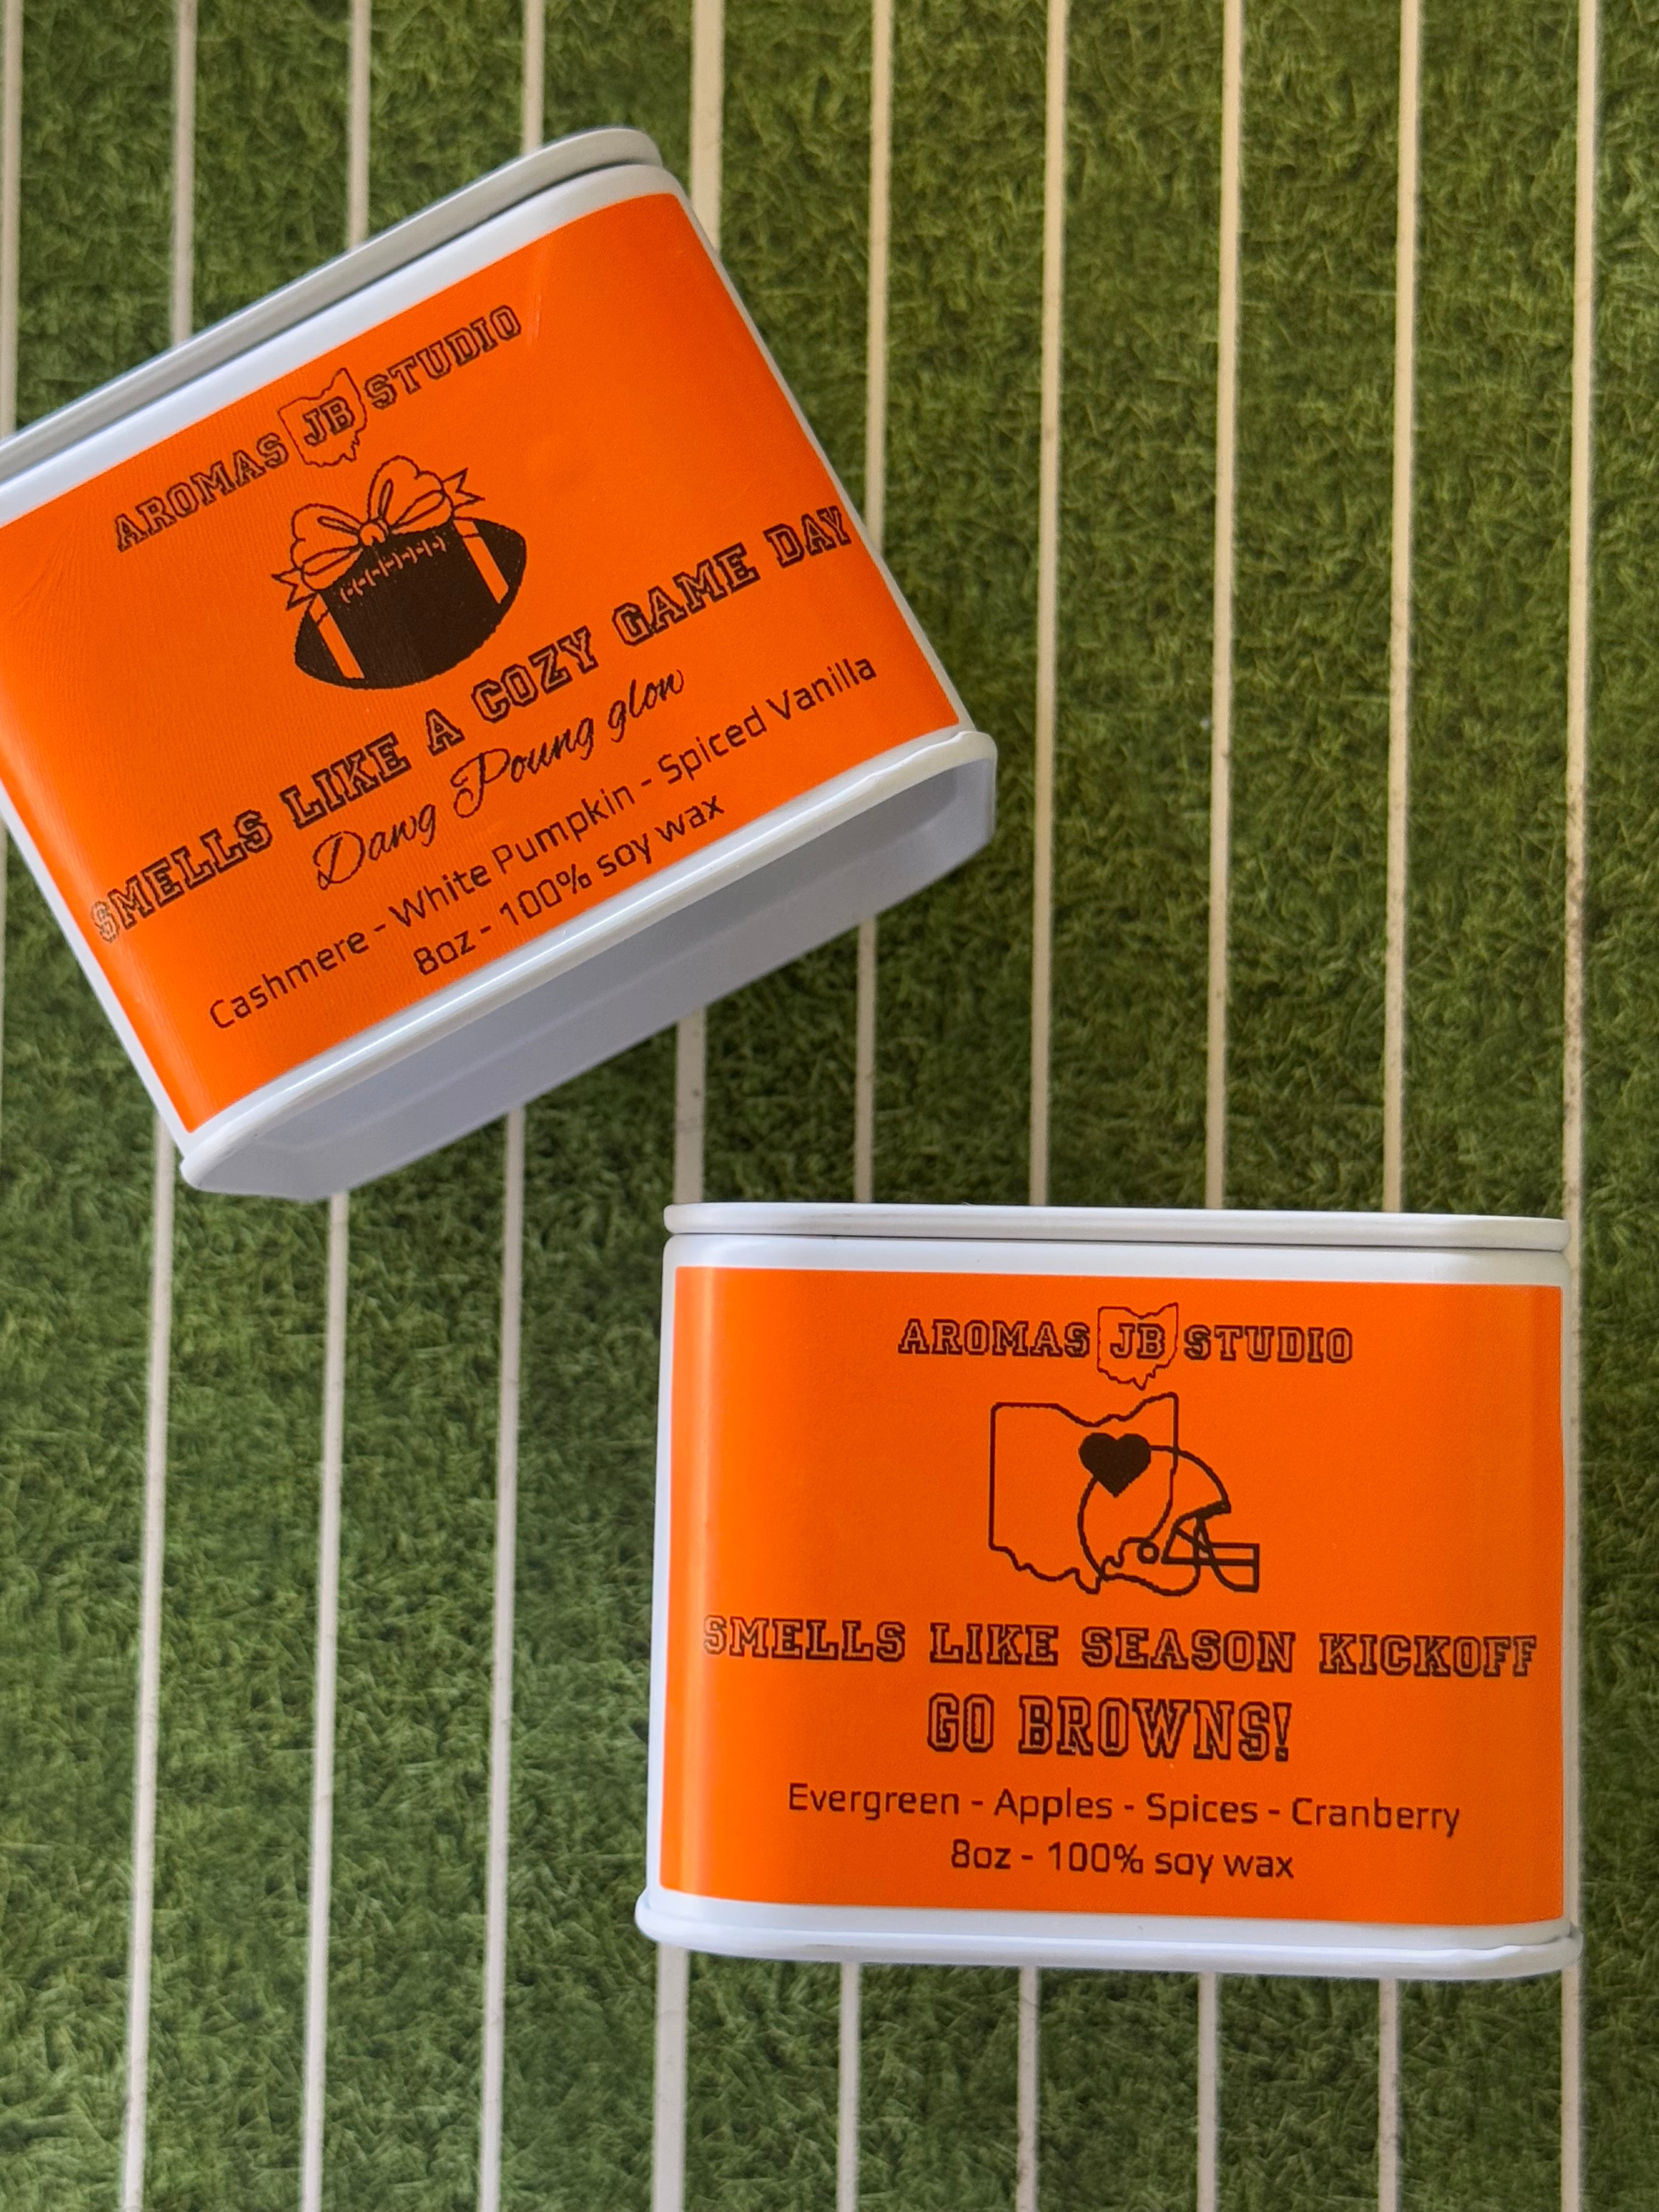 AROMAS JB STUDIO
SMELLS LIKE A COZY GAME DAY
Dawg Poung glow
Cashmere - White Pumpkin - Spiced Vanilla
8oz - 100% soy wax
AROMAS JB STUDIO
SMELLS LIKE SEASON KICKOFF
GO BROWNS!
Evergreen - Apples - Spices - Cranberry
8oz - 100% soy wax